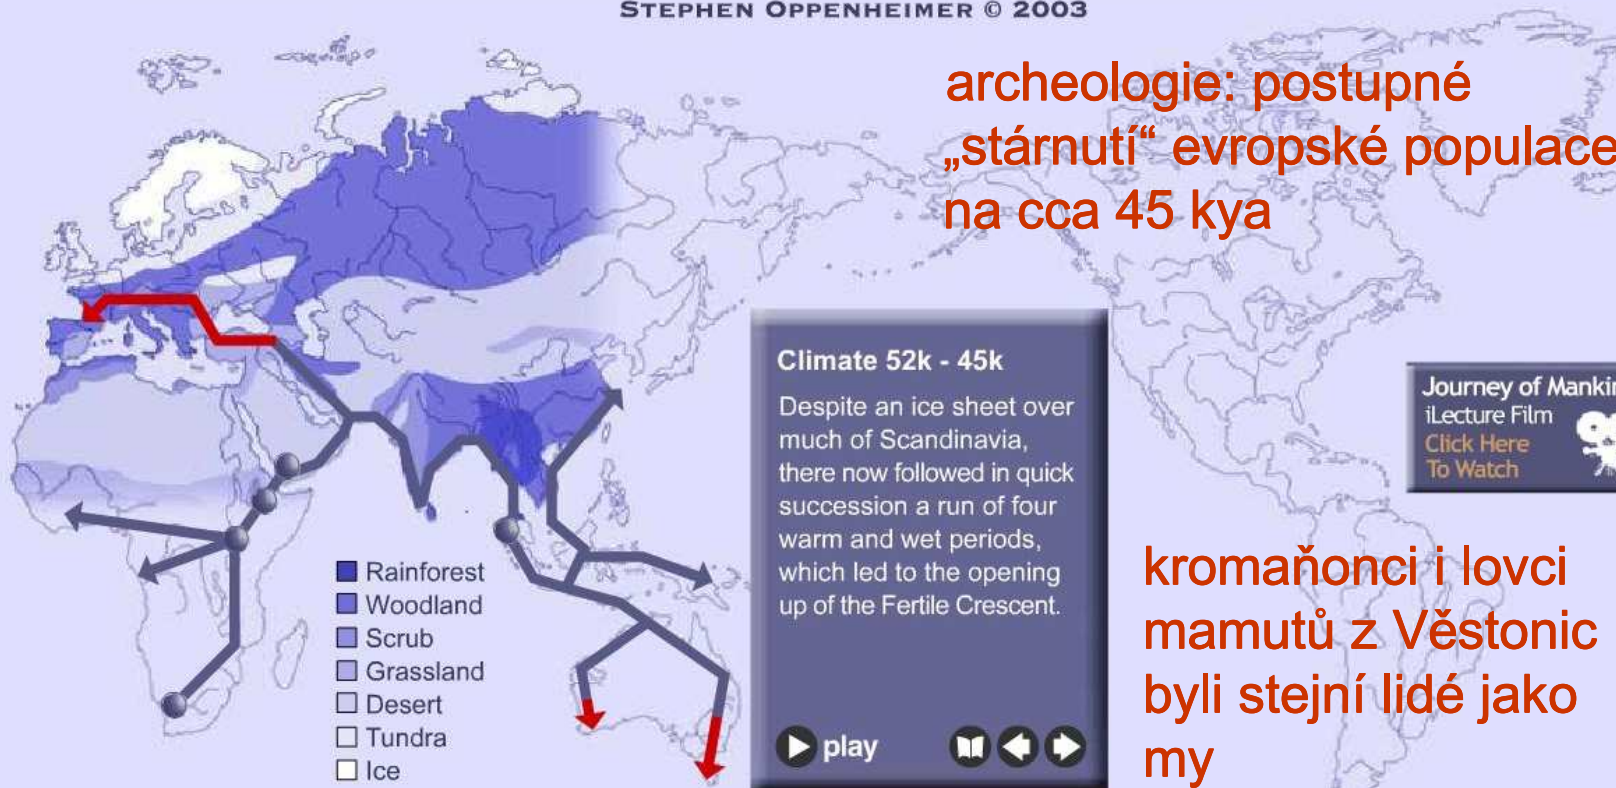 STEPHEN OPPENHEIMER © 2003
archeologie: postupné
„stárnutí“ evropské populace
na cca 45 kya
Climate 52k - 45k
Despite an ice sheet over
much of Scandinavia,
there now followed in quick
succession a run of four
warm and wet periods,
which led to the opening
up of the Fertile Crescent.
play
Journey of Mankin
iLecture Film
Click Here
To Watch
Rainforest
Woodland
Scrub
Grassland
Desert
Tundra
Ice
kromaňonci i lovci
mamutů z Věstonic
byli stejní lidé jako
my